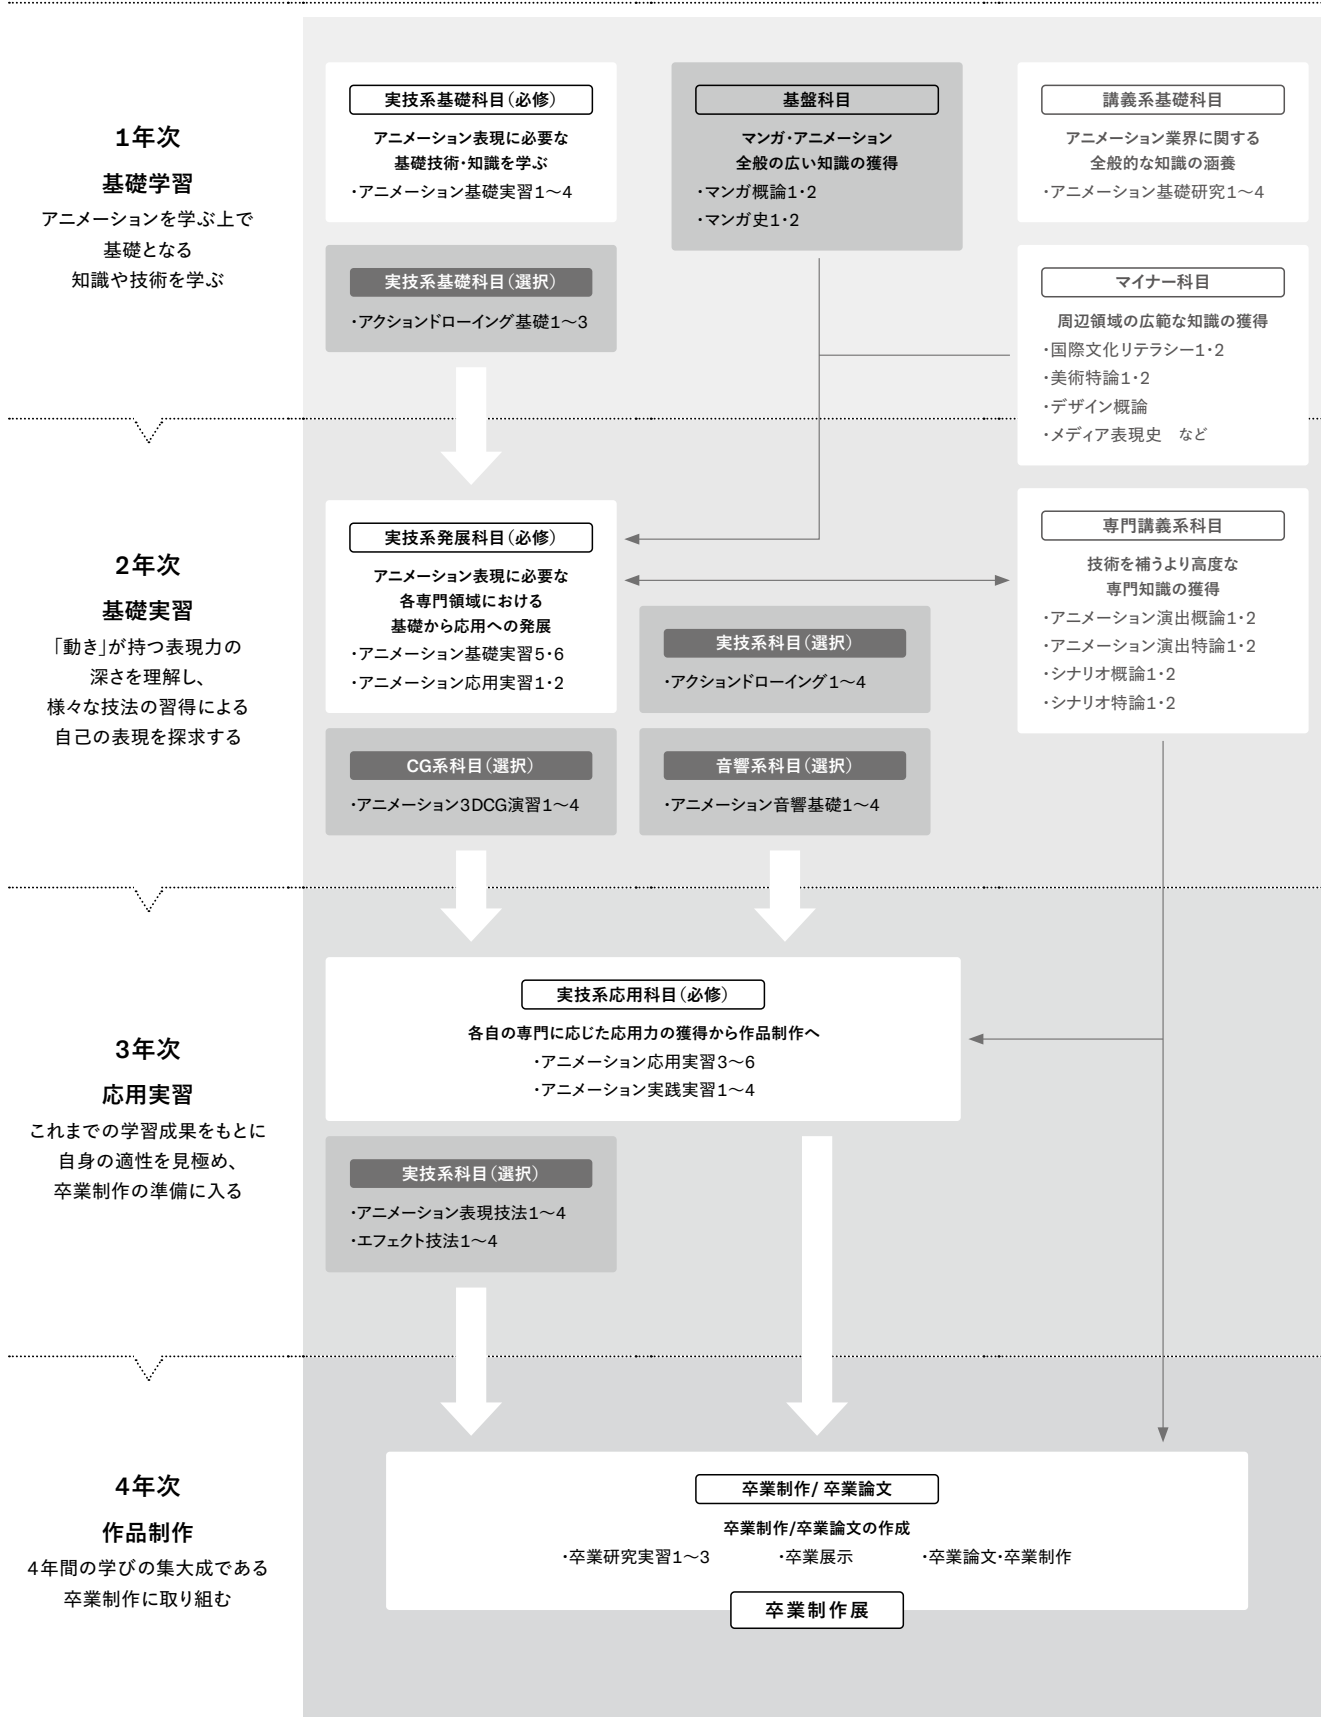 1年次
基礎学習
アニメーションを学ぶ上で
基礎となる
知識や技術を学ぶ
実技系基礎科目（必修）
アニメーション表現に必要な
基礎技術・知識を学ぶ
・アニメーション基礎実習1〜4
実技系基礎科目（選択）
・アクションドローイング基礎1〜3
基盤科目
マンガ・アニメーション
全般の広い知識の獲得
・マンガ概論1・2
・マンガ史1・2
講義系基礎科目
アニメーション業界に関する
全般的な知識の涵養
・アニメーション基礎研究1〜4
マイナー科目
周辺領域の広範な知識の獲得
・国際文化リテラシー1・2
・美術特論1・2
・デザイン概論
・メディア表現史　など
2年次
基礎実習
「動き」が持つ表現力の
深さを理解し、
様々な技法の習得による
自己の表現を探求する
実技系発展科目（必修）
アニメーション表現に必要な
各専門領域における
基礎から応用への発展
・アニメーション基礎実習5・6
・アニメーション応用実習1・2
実技系科目（選択）
・アクションドローイング1〜4
専門講義系科目
技術を補うより高度な
専門知識の獲得
・アニメーション演出概論1・2
・アニメーション演出特論1・2
・シナリオ概論1・2
・シナリオ特論1・2
CG系科目（選択）
・アニメーション3DCG演習1〜4
音響系科目（選択）
・アニメーション音響基礎1〜4
3年次
応用実習
これまでの学習成果をもとに
自身の適性を見極め、
卒業制作の準備に入る
実技系応用科目（必修）
各自の専門に応じた応用力の獲得から作品制作へ
・アニメーション応用実習3〜6
・アニメーション実践実習1〜4
実技系科目（選択）
・アニメーション表現技法1〜4
・エフェクト技法1〜4
4年次
作品制作
4年間の学びの集大成である
卒業制作に取り組む
卒業制作/ 卒業論文
卒業制作/卒業論文の作成
・卒業研究実習1〜3　・卒業展示　・卒業論文・卒業制作
卒業制作展